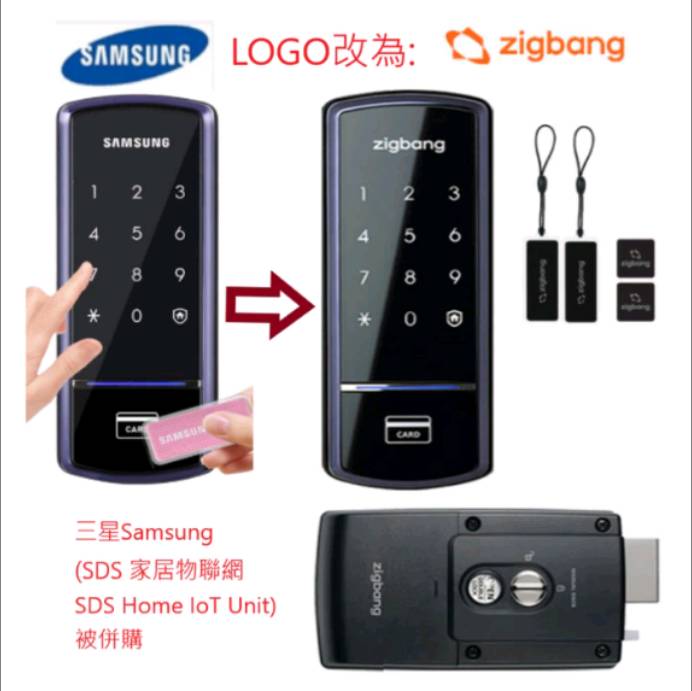 SAMSUNG LOGO改為: zigbang
SAMSUNG
1 2 3
4 5 6
7 8 9
* 0
CARD
SAMSUNG
zigbang
1 2 3
4 5 6
7 8 9
* 0
CARD
zigbang
zigbang
zigbang
zigbang
三星Samsung
(SDS 家居物聯網
SDS Home IoT Unit)
被併購
zigbang